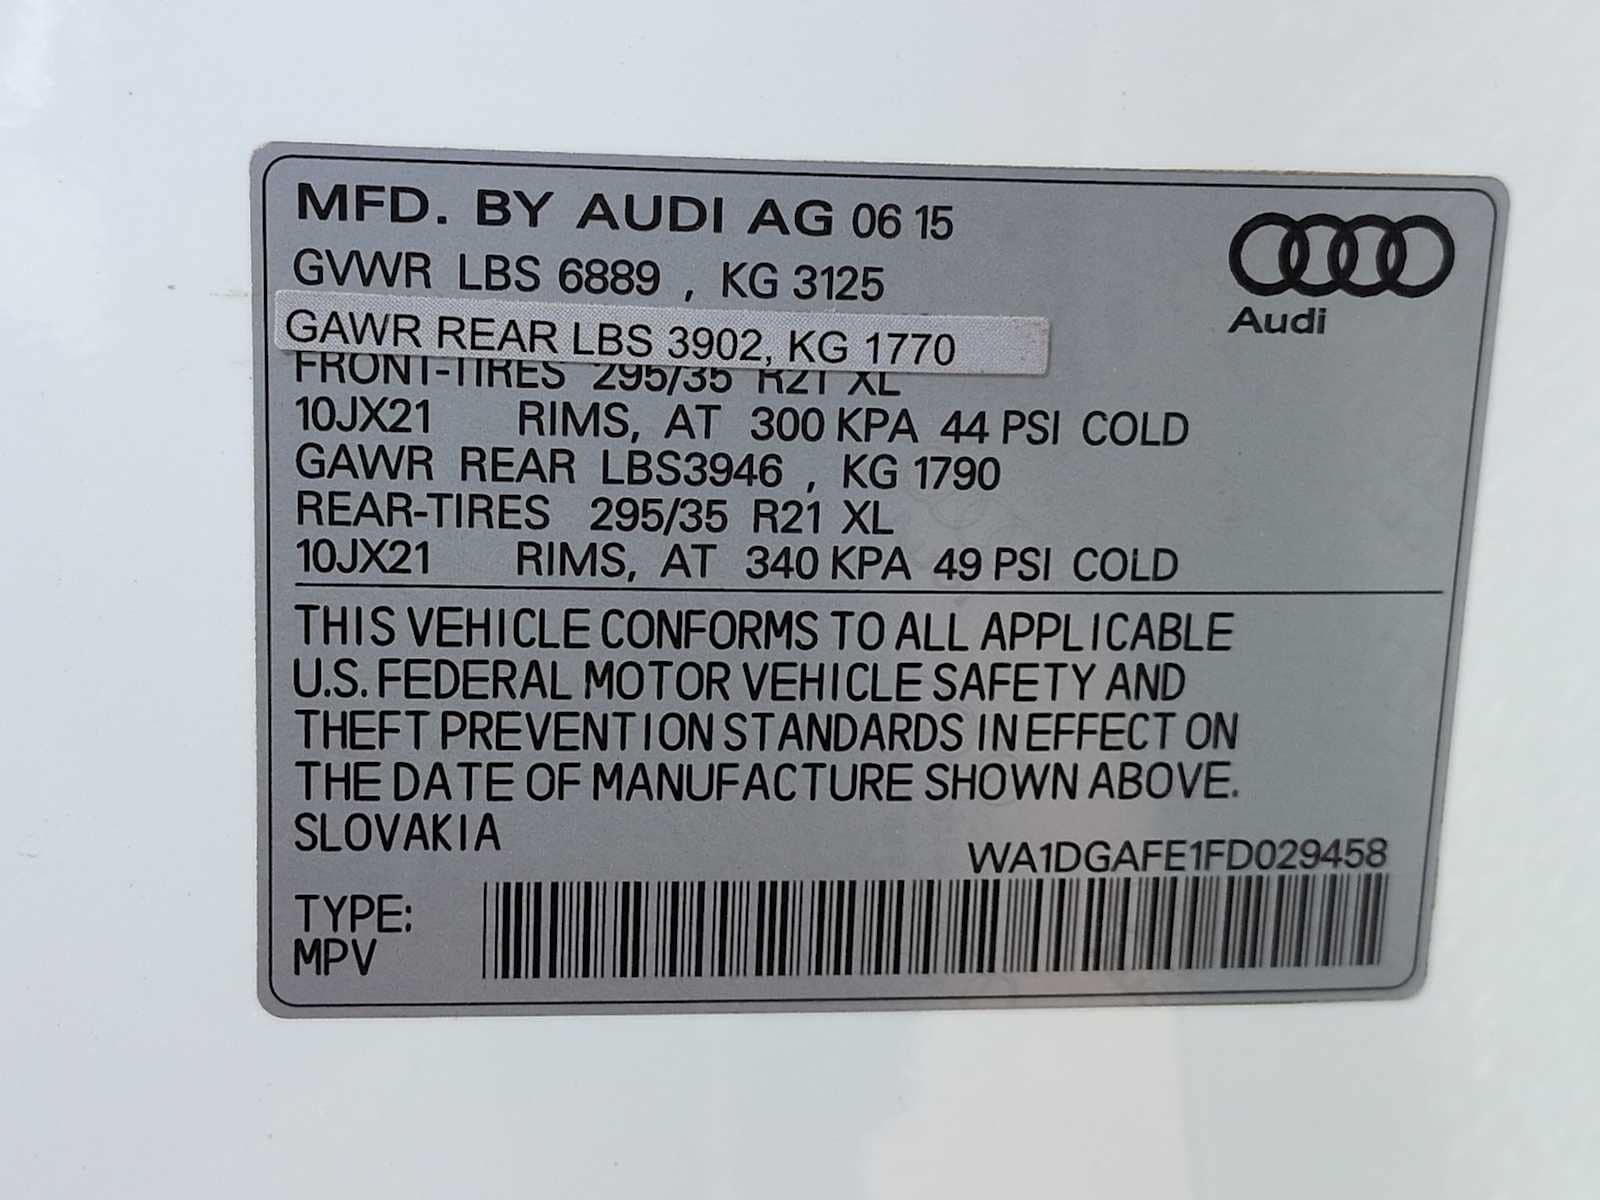 MFD. BY AUDI AG 06 15
GVWR LBS 6889 , KG 3125
Audi
GAWR REAR LBS 3902, KG 1770
FRONT-TIRES 295/35 R21 XL
10JX21 RIMS, AT 300 KPA 44 PSI COLD
GAWR REAR LBS3946 , KG 1790
REAR-TIRES 295/35 R21 XL
10JX21 RIMS, AT 340 KPA 49 PSI COLD
THIS VEHICLE CONFORMS TO ALL APPLICABLE
U.S. FEDERAL MOTOR VEHICLE SAFETY AND
THEFT PREVENTION STANDARDS IN EFFECT ON
THE DATE OF MANUFACTURE SHOWN ABOVE.
SLOVAKIA
WA1DGAFE1FD029458
TYPE:
MPV